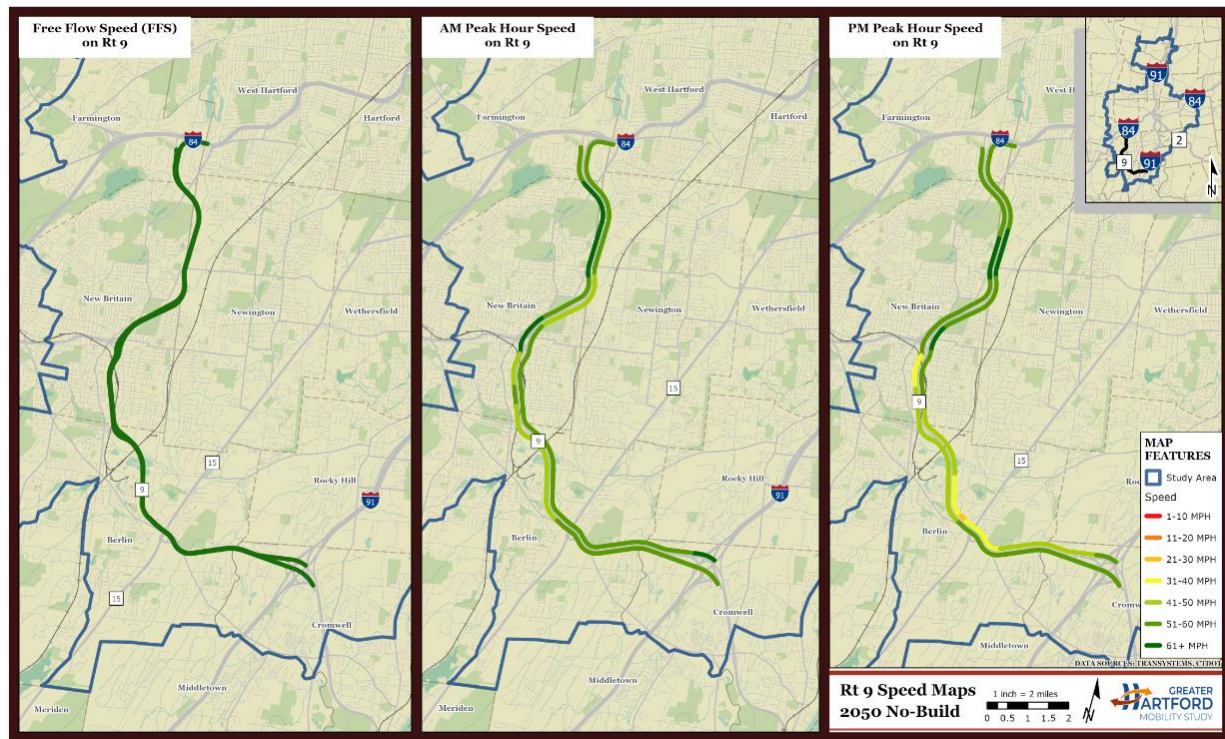 Free Flow Speed (FFS)
on Rt 9
West Hartford
Farmington
Hartford
84
New Britain
Newington
Wethersfield
15
9
Rocky Hill
91
Berlin
15
Cromwell
Middletown
Meriden
AM Peak Hour Speed
on Rt 9
West Hartford
Farmington
84
Hartford
New Britain
Newington
Wethersfield
15
9
Rocky Hill
91
Berlin
Cromwell
Middletown
Meriden
PM Peak Hour Speed
on Rt 9
West H
Farmington
84
New Britain
Newington
Wethersfield
9
15
Ro
Berlin
Cromw
Middletown
Meriden
91
84
84
2
9
91
N
MAP
FEATURES
Study Area
Speed
1-10 MPH
11-20 MPH
21-30 MPH
31-40 MPH
41-50 MPH
51-60 MPH
61+ MPH
DATA SOURCES: TRANSYSTEMS, CTDOT
Rt 9 Speed Maps
2050 No-Build
1 inch = 2 miles
0 0.5 1 1.5 2
N
GREATER
HARTFORD
MOBILITY STUDY